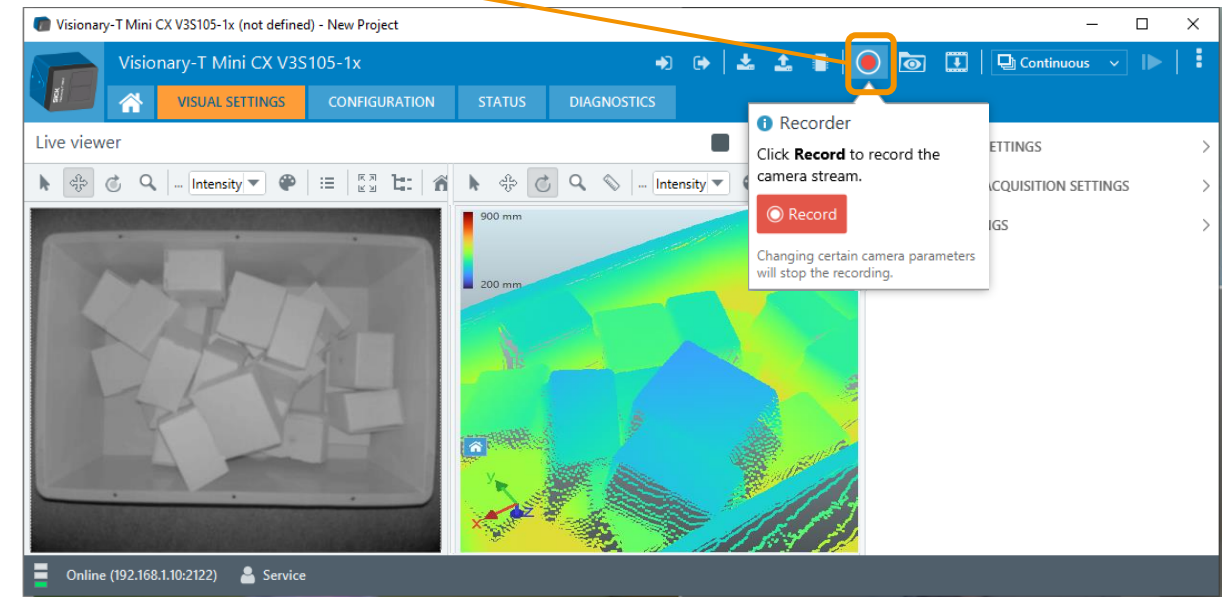 Visionary-T Mini CX V3S105-1x (not defined) - New Project
Visionary-T Mini CX V3S105-1x
Continuous
VISUAL SETTINGS
CONFIGURATION
STATUS
DIAGNOSTICS
Live viewer
... Intensity
... Intensity
Recorder
Click Record to record the
camera stream.
Record
Changing certain camera parameters
will stop the recording.
ETTINGS
ACQUISITION SETTINGS
IGS
900 mm
200 mm
y
x
Z
SICK
Online (192.168.1.10:2122)
Service